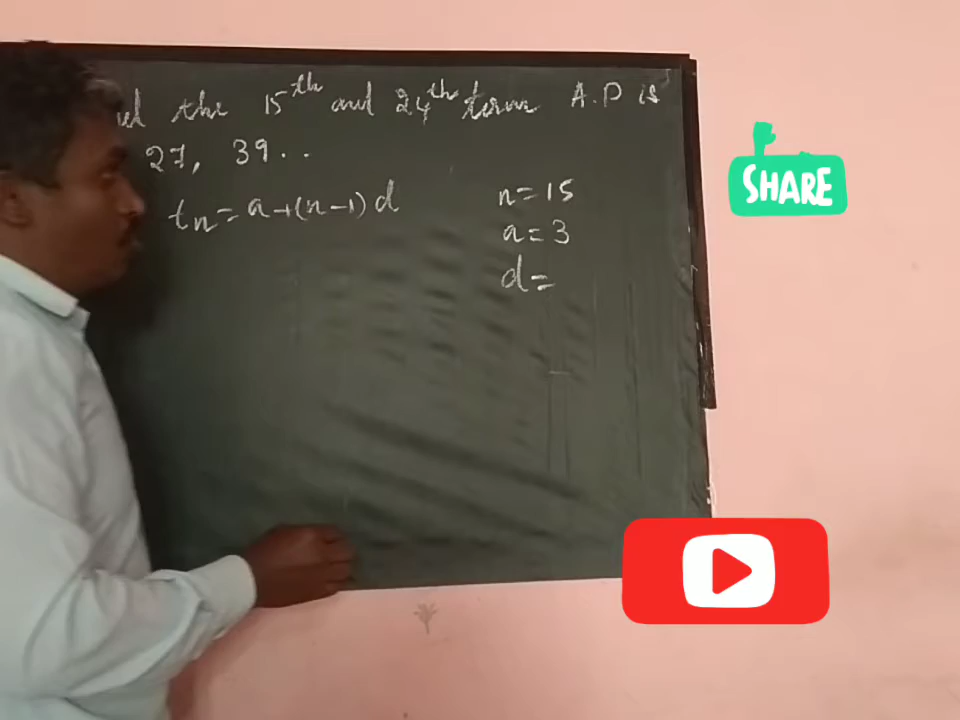 the 15th and 24th term A.P is
27, 39..
tn=a+(n-1)d
n=15
a=3
d=
SHARE